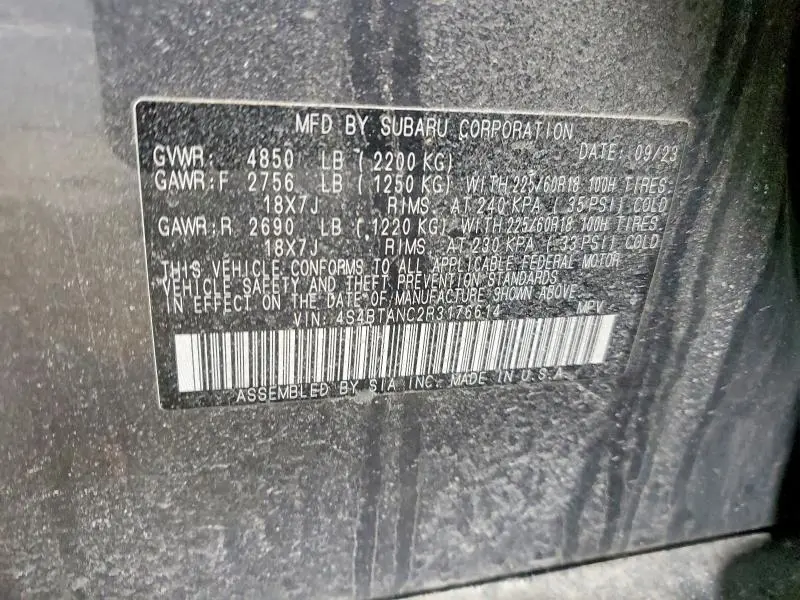 MFD BY SUBARU CORPORATION
GVWR: 4850 LB (2200 KG) DATE: 09/23
GAWR:F 2756 LB (1250 KG) WITH 225/60R18 100H TIRES.
18X7J RIMS. AT 240 KPA (35 PSI) COLD
GAWR:R 2690 LB (1220 KG) WITH 225/60R18 100H TIRES.
18X7J RIMS. AT 230 KPA (33 PSI) COLD
THIS VEHICLE CONFORMS TO ALL APPLICABLE FEDERAL MOTOR
VEHICLE SAFETY AND THEFT PREVENTION STANDARDS
IN EFFECT ON THE DATE OF MANUFACTURE SHOWN ABOVE.
VIN: 4S4BTANC2R3176614 MPV
ASSEMBLED BY SIA INC. MADE IN U.S.A.